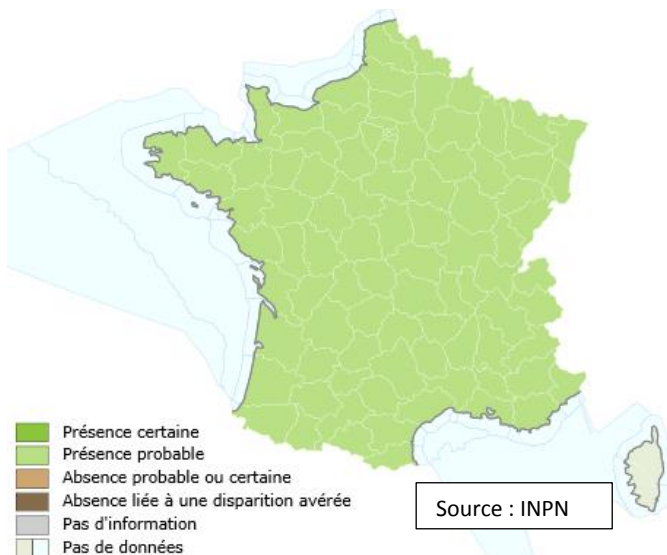 Présence certaine
Présence probable
Absence probable ou certaine
Absence liée à une disparition avérée
Pas d'information
Pas de données
Source : INPN